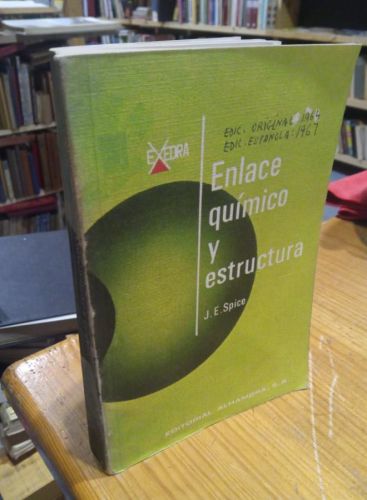 EXEDRA
EDIC. ORIGINAL - 1964
EDIC. ESPAÑOLA - 1967
Enlace
químico
y
estructura
J. E. Spice
EDITORIAL ALHAMBRA, S. A.